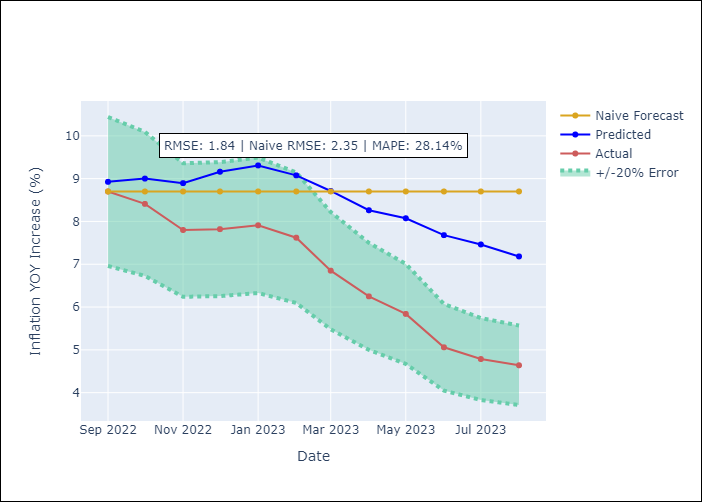 Naive Forecast
Predicted
Actual
+/-20% Error
RMSE: 1.84 | Naive RMSE: 2.35 | MAPE: 28.14%
Inflation YOY Increase (%)
10
9
8
7
6
5
4
Sep 2022
Nov 2022
Jan 2023
Mar 2023
May 2023
Jul 2023
Date